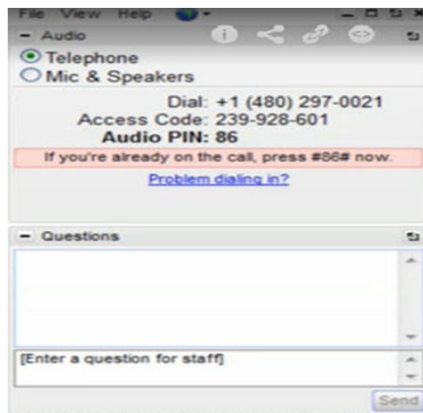 File View Help
Audio
Telephone
Mic & Speakers
Dial: +1 (480) 297-0021
Access Code: 239-928-601
Audio PIN: 86
If you're already on the call, press #86# now.
Problem dialing in?
Questions
[Enter a question for staff]
Send